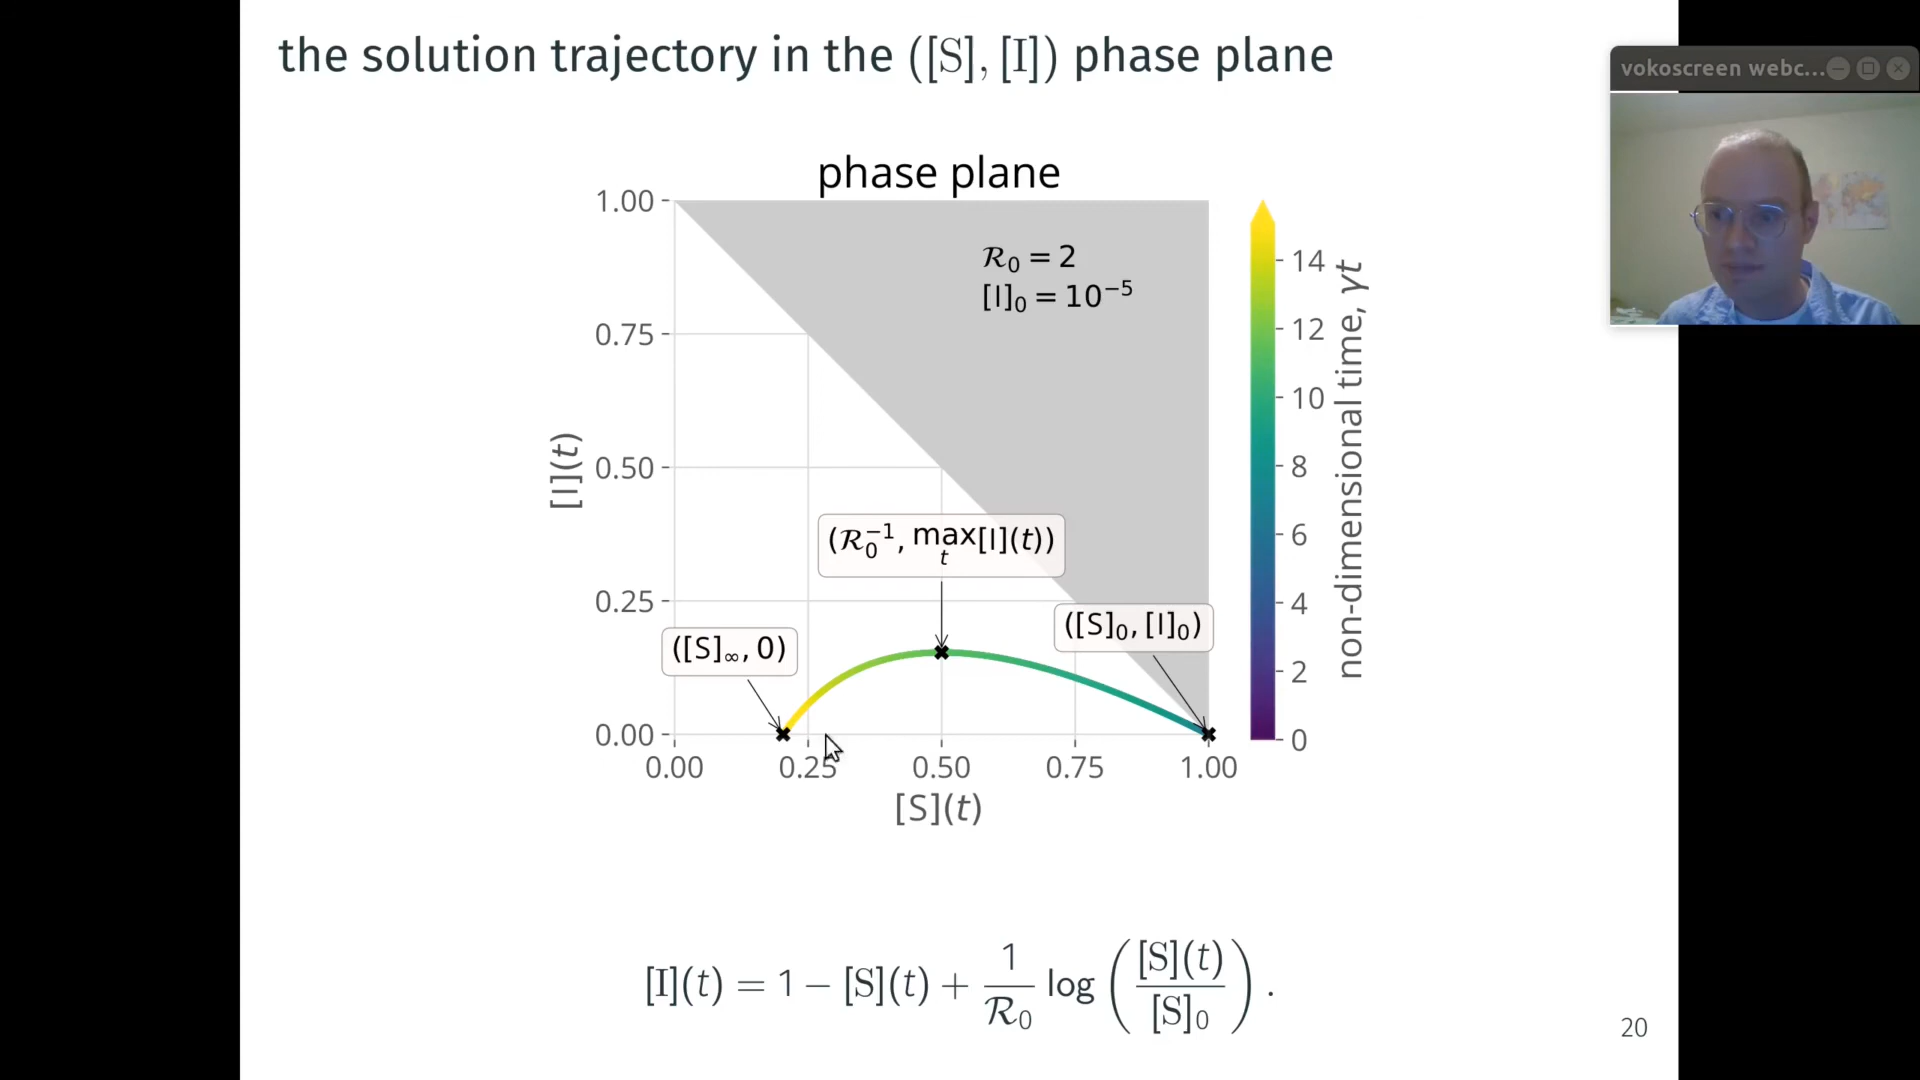 the solution trajectory in the ([S], [I]) phase plane
vokoscreen webc...
phase plane
1.00
0.75
0.50
0.25
0.00
[I](t)
ℛ₀ = 2
[I]₀ = 10⁻⁵
(ℛ₀⁻¹, max[I](t))
t
([S]₀, [I]₀)
([S]∞, 0)
0.00 0.25 0.50 0.75 1.00
[S](t)
14
12
10
8
6
4
2
0
non-dimensional time, γt
[I](t) = 1 − [S](t) + 1/ℛ₀ log ( [S](t)/[S]₀ ) .
20